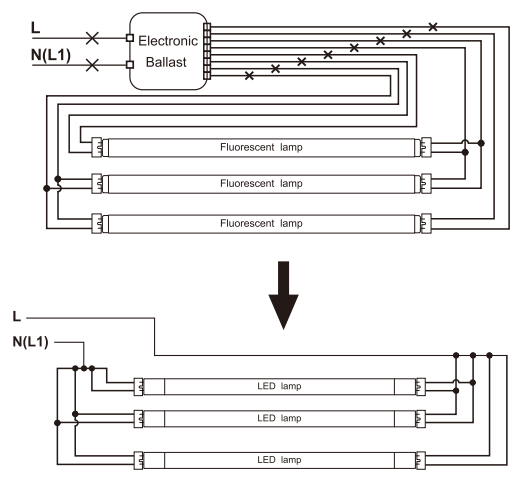 L
N(L1)
Electronic
Ballast
Fluorescent lamp
Fluorescent lamp
Fluorescent lamp
L
N(L1)
LED lamp
LED lamp
LED lamp